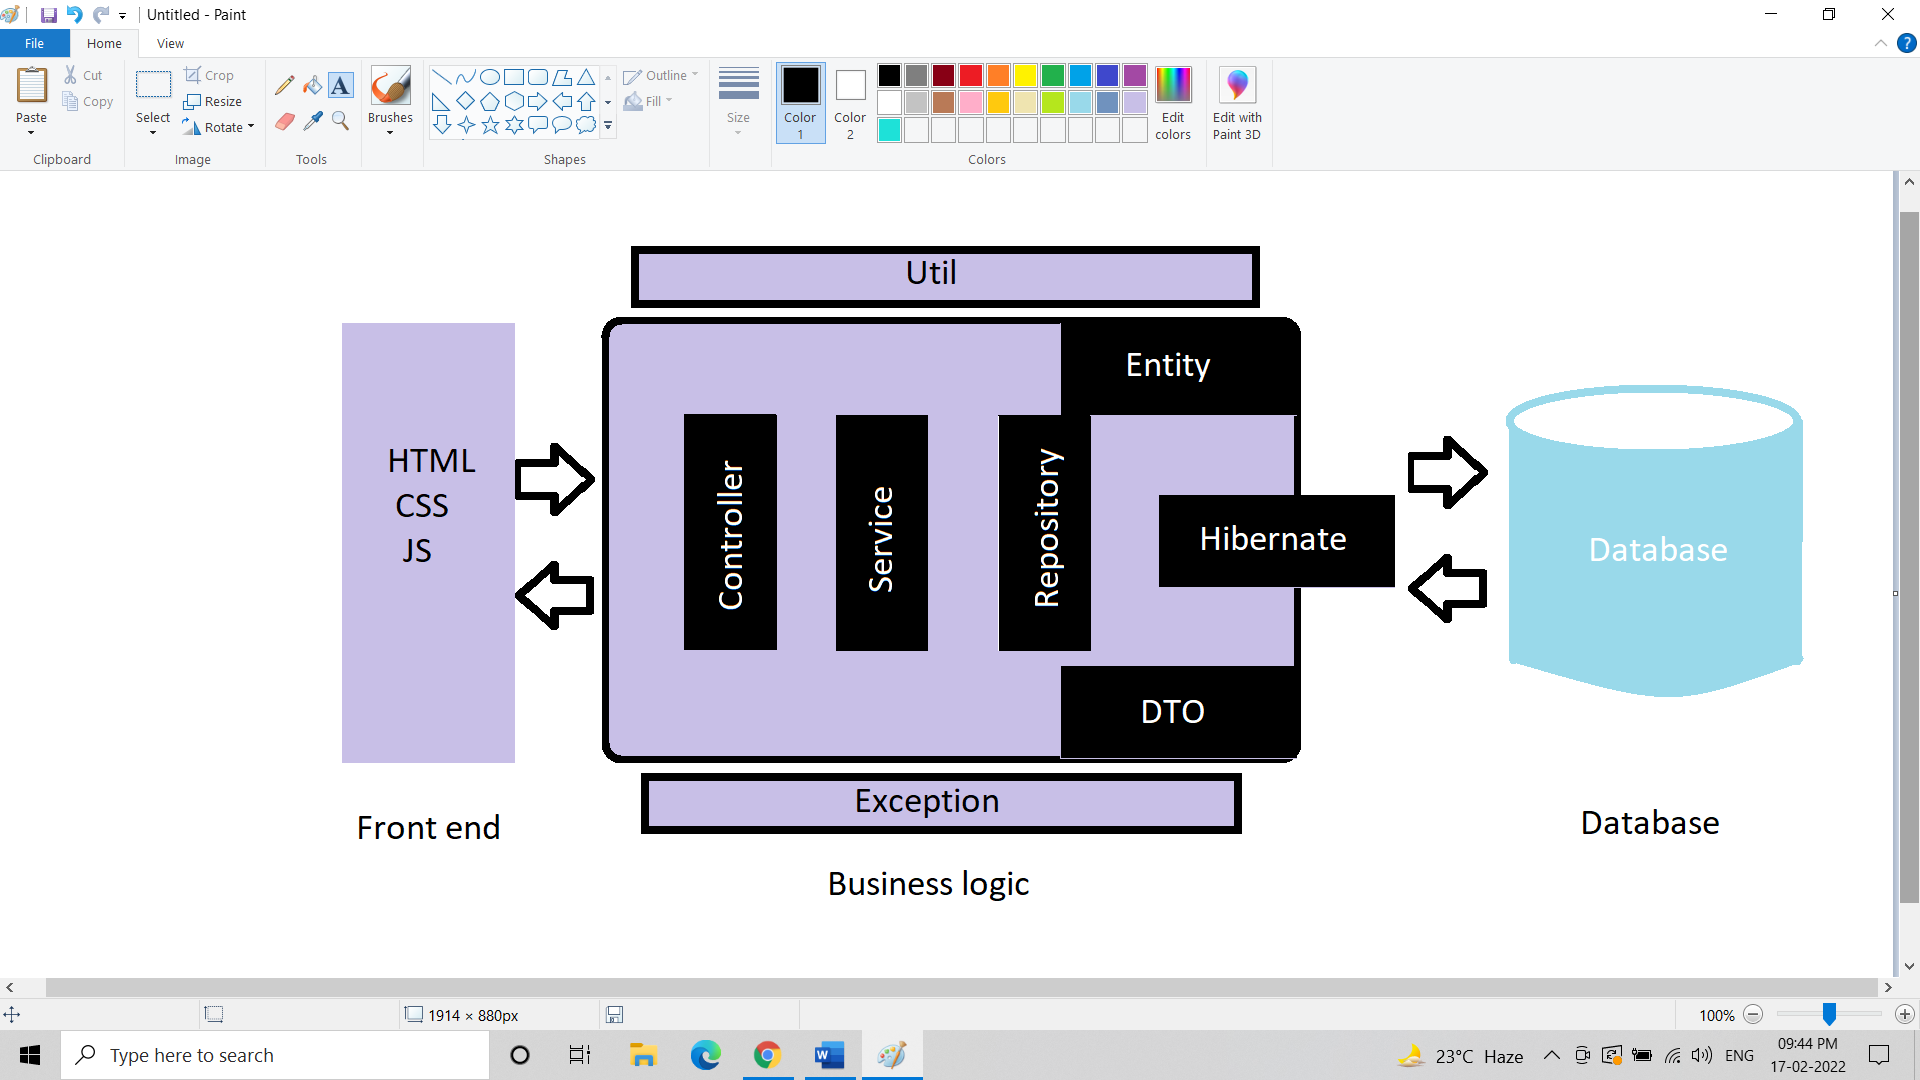 Untitled - Paint
File Home View
Paste
Cut
Copy
Clipboard
Select
Crop
Resize
Rotate
Image
A
Tools
Brushes
Outline
Fill
Shapes
Size
Color
1
Color
2
Edit
colors
Colors
Edit with
Paint 3D
?
Util
Entity
HTML
CSS
JS
Controller
Service
Repository
Hibernate
Database
DTO
Exception
Front end
Business logic
Database
1914 × 880px
100%
Type here to search
23°C Haze
ENG
09:44 PM
17-02-2022